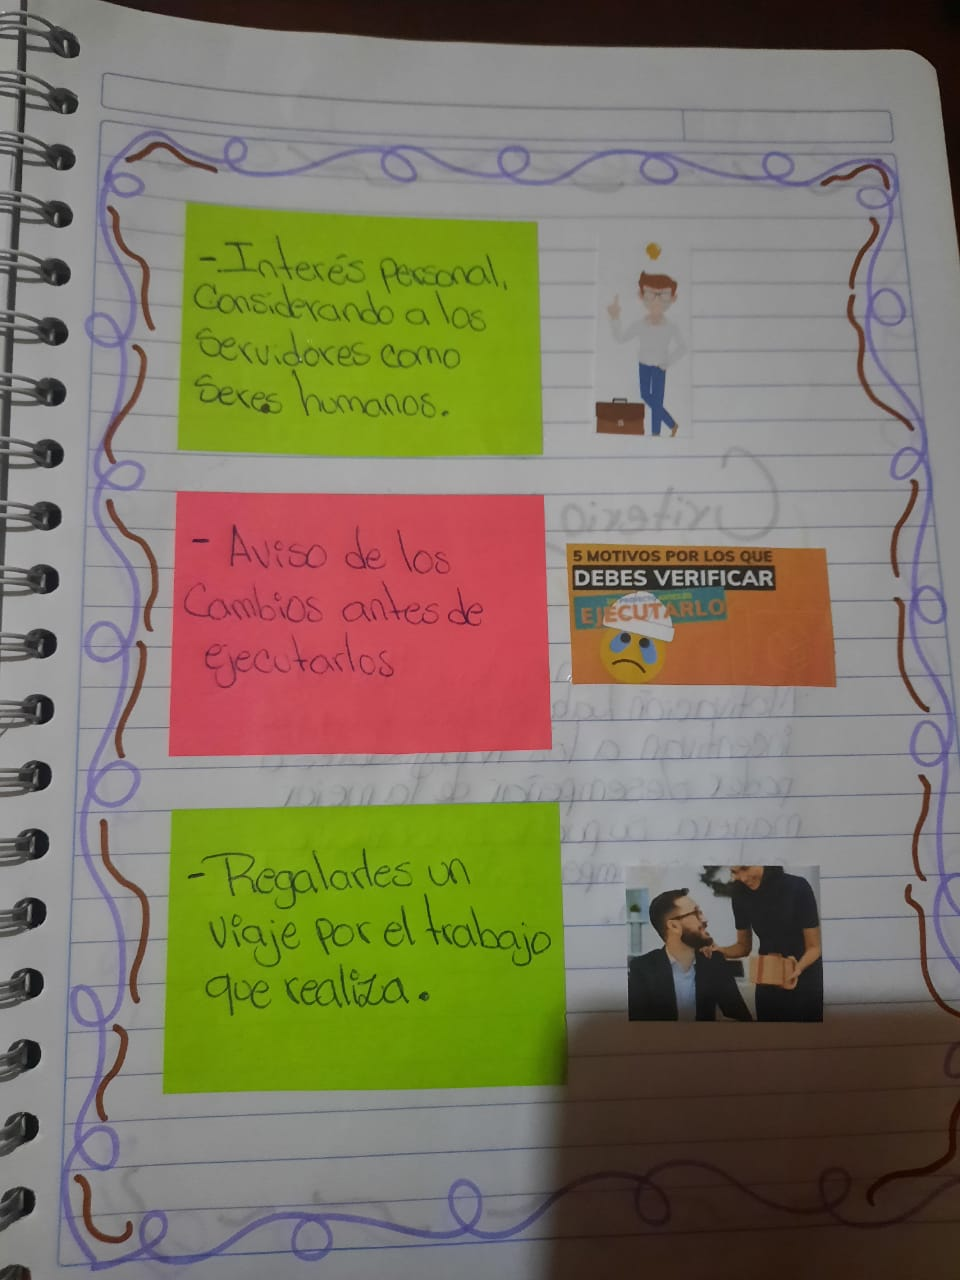 - Interés personal,
Considerando a los
Servidores como
Seres humanos.
- Aviso de los
Cambios antes de
ejecutarlos
5 MOTIVOS POR LOS QUE
DEBES VERIFICAR
EJECUTARLO
- Regalarles un
viaje por el trabajo
que realiza.
Criterio